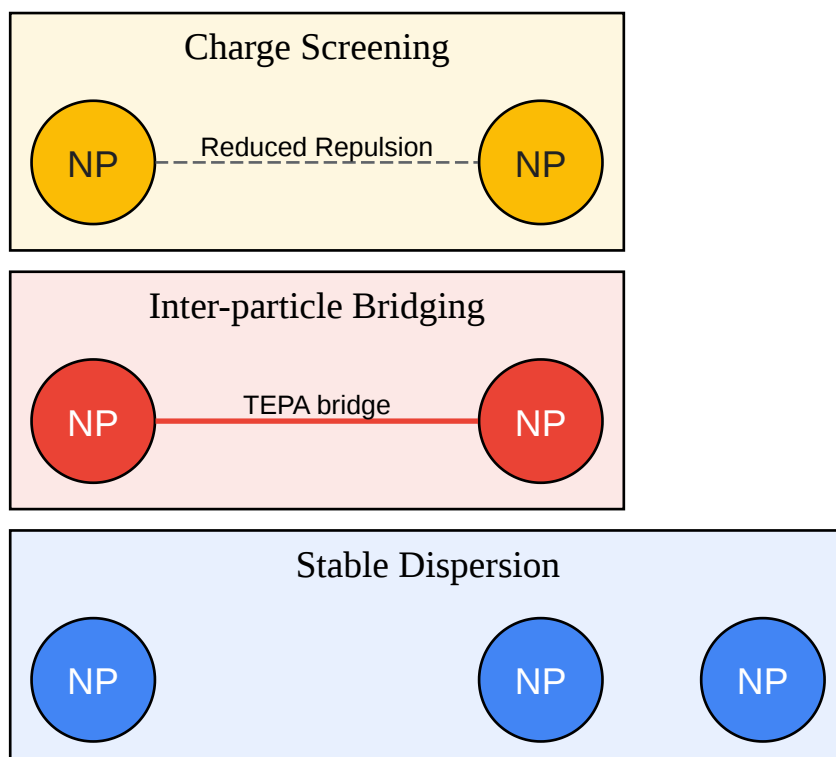 Charge Screening
Reduced Repulsion
NP NP
Inter-particle Bridging
TEPA bridge
NP NP
Stable Dispersion
NP NP NP